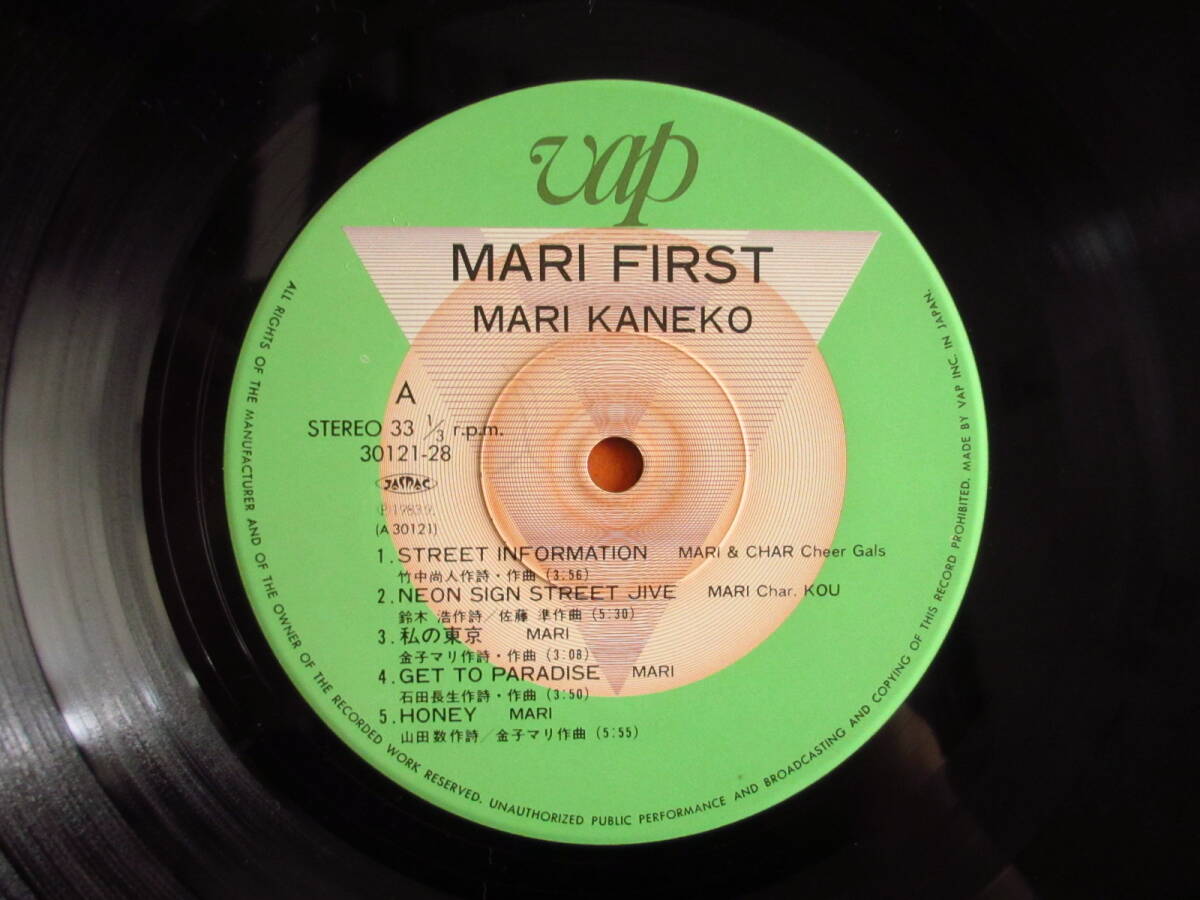 vap
MARI FIRST
MARI KANEKO
A
STEREO 33 1/3 r.p.m.
30121-28
JASRAC
Ⓟ 1983.9.
(A 30121)
1. STREET INFORMATION MARI & CHAR Cheer Gals
竹中尚人作詩・作曲 (3:56)
2. NEON SIGN STREET JIVE MARI Char. KOU
鈴木 浩作詩/佐藤 準作曲 (5:30)
3. 私の東京 MARI
金子マリ作詩・作曲 (3:08)
4. GET TO PARADISE MARI
石田長生作詩・作曲 (3:50)
5. HONEY MARI
山田数作詩/金子マリ作曲 (5:55)
ALL RIGHTS OF THE MANUFACTURER AND OF THE OWNER OF THE RECORDED WORK RESERVED. UNAUTHORIZED PUBLIC PERFORMANCE AND BROADCASTING AND COPYING OF THIS RECORD PROHIBITED. MADE BY VAP INC. IN JAPAN.